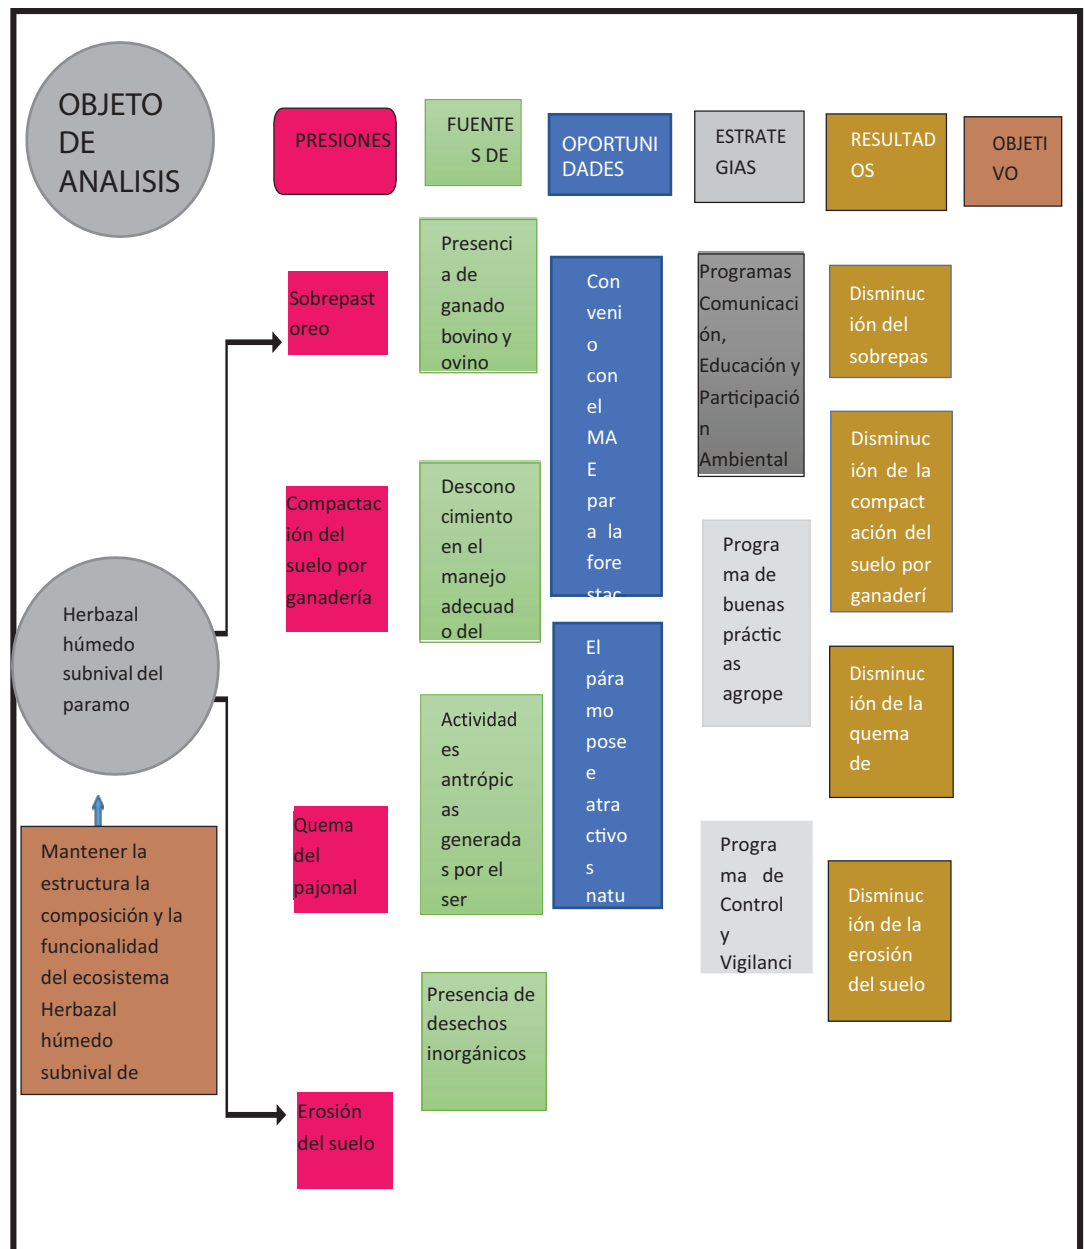 OBJETO
DE
ANALISIS
PRESIONES
FUENTE
S DE
OPORTUNI
DADES
ESTRATE
GIAS
RESULTAD
OS
OBJETI
VO
Sobrepast
oreo
Compactac
ión del
suelo por
ganadería
Quema
del
pajonal
Erosión
del suelo
Presenci
a de
ganado
bovino y
ovino
Descono
cimiento
en el
manejo
adecuad
o del
Actividad
es
antrópic
as
generada
s por el
ser
Presencia de
desechos
inorgánicos
Con
veni
o
con
el
MA
E
par
a la
fore
stac
El
pára
mo
pose
e
atra
ctivo
s
natu
Programas
Comunicaci
ón,
Educación y
Participació
n
Ambiental
Progra
ma de
buenas
práctic
as
agrope
Progra
ma de
Control
y
Vigilanci
Disminuc
ión del
sobrepas
Disminuc
ión de la
compact
ación del
suelo por
ganaderí
Disminuc
ión de la
quema
de
Disminuc
ión de la
erosión
del suelo
Herbazal
húmedo
subnival del
paramo
Mantener la
estructura la
composición y la
funcionalidad
del ecosistema
Herbazal
húmedo
subnival de